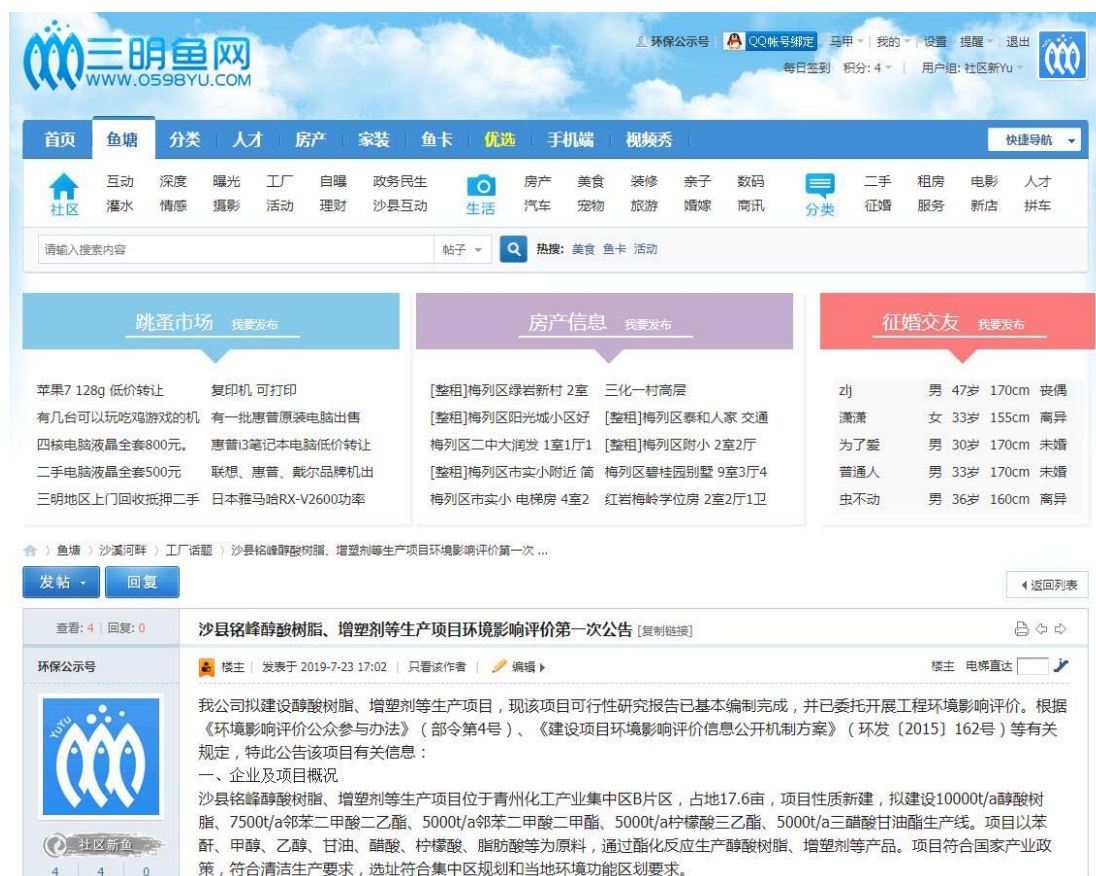 三明鱼网
WWW.0598YU.COM
环保公示号 | QQ帐号绑定 马甲 | 我的 | 设置 | 提醒 | 退出
每日签到 积分: 4 | 用户组: 社区新Yu
首页 鱼塘 分类 人才 房产 家装 鱼卡 优选 手机端 视频秀 快捷导航
社区 互动 深度 曝光 工厂 自曝 政务民生 生活 房产 美食 装修 亲子 数码 分类 二手 租房 电影 人才
灌水 情感 摄影 活动 理财 沙县互动 汽车 宠物 旅游 婚嫁 商讯 征婚 服务 新店 拼车
请输入搜索内容 帖子 热搜: 美食 鱼卡 活动
跳蚤市场 我要发布 房产信息 我要发布 征婚交友 我要发布
苹果7 128g 低价转让 复印机 可打印 [整租]梅列区绿岩新村 2室 三化一村高层 zlj 男 47岁 170cm 丧偶
有几台可以玩吃鸡游戏的机 有一批惠普原装电脑出售 [整租]梅列区阳光城小区好 [整租]梅列区泰和人家 交通 潇潇 女 33岁 155cm 离异
四核电脑液晶全套800元。 惠普i3笔记本电脑低价转让 梅列区二中大润发 1室1厅1 [整租]梅列区附小 2室2厅 为了爱 男 30岁 170cm 未婚
二手电脑液晶全套500元 联想、惠普、戴尔品牌机出 [整租]梅列区市实小附近 简 梅列区碧桂园别墅 9室3厅4 普通人 男 33岁 170cm 未婚
三明地区上门回收抵押二手 日本雅马哈RX-V2600功率 梅列区市实小 电梯房 4室2 红岩梅岭学位房 2室2厅1卫 虫不动 男 36岁 160cm 离异
鱼塘 〉 沙溪河畔 〉 工厂话题 〉 沙县铭峰醇酸树脂、增塑剂等生产项目环境影响评价第一次 ...
发帖 回复 返回列表
查看: 4 | 回复: 0 沙县铭峰醇酸树脂、增塑剂等生产项目环境影响评价第一次公告 [复制链接]
环保公示号 楼主 | 发表于 2019-7-23 17:02 | 只看该作者 | 编辑 楼主 电梯直达
我公司拟建设醇酸树脂、增塑剂等生产项目，现该项目可行性研究报告已基本编制完成，并已委托开展工程环境影响评价。根据
《环境影响评价公众参与办法》（部令第4号）、《建设项目环境影响评价信息公开机制方案》（环发〔2015〕162号）等有关
规定，特此公告该项目有关信息：
一、企业及项目概况
沙县铭峰醇酸树脂、增塑剂等生产项目位于青州化工产业集中区B片区，占地17.6亩，项目性质新建，拟建设10000t/a醇酸树
脂、7500t/a邻苯二甲酸二乙酯、5000t/a邻苯二甲酸二甲酯、5000t/a柠檬酸三乙酯、5000t/a三醋酸甘油酯生产线。项目以苯
酐、甲醇、乙醇、甘油、醋酸、柠檬酸、脂肪酸等为原料，通过酯化反应生产醇酸树脂、增塑剂等产品。项目符合国家产业政
策，符合清洁生产要求，选址符合集中区规划和当地环境功能区划要求。
YuYu
社区新鱼
4 4 0